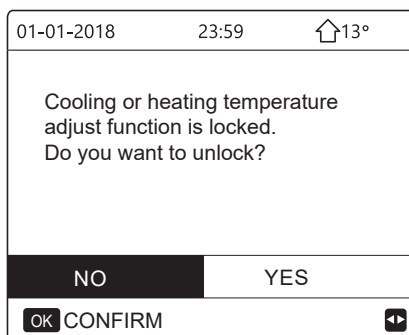 01-01-2018 23:59 13°
Cooling or heating temperature
adjust function is locked.
Do you want to unlock?
NO YES
OK CONFIRM